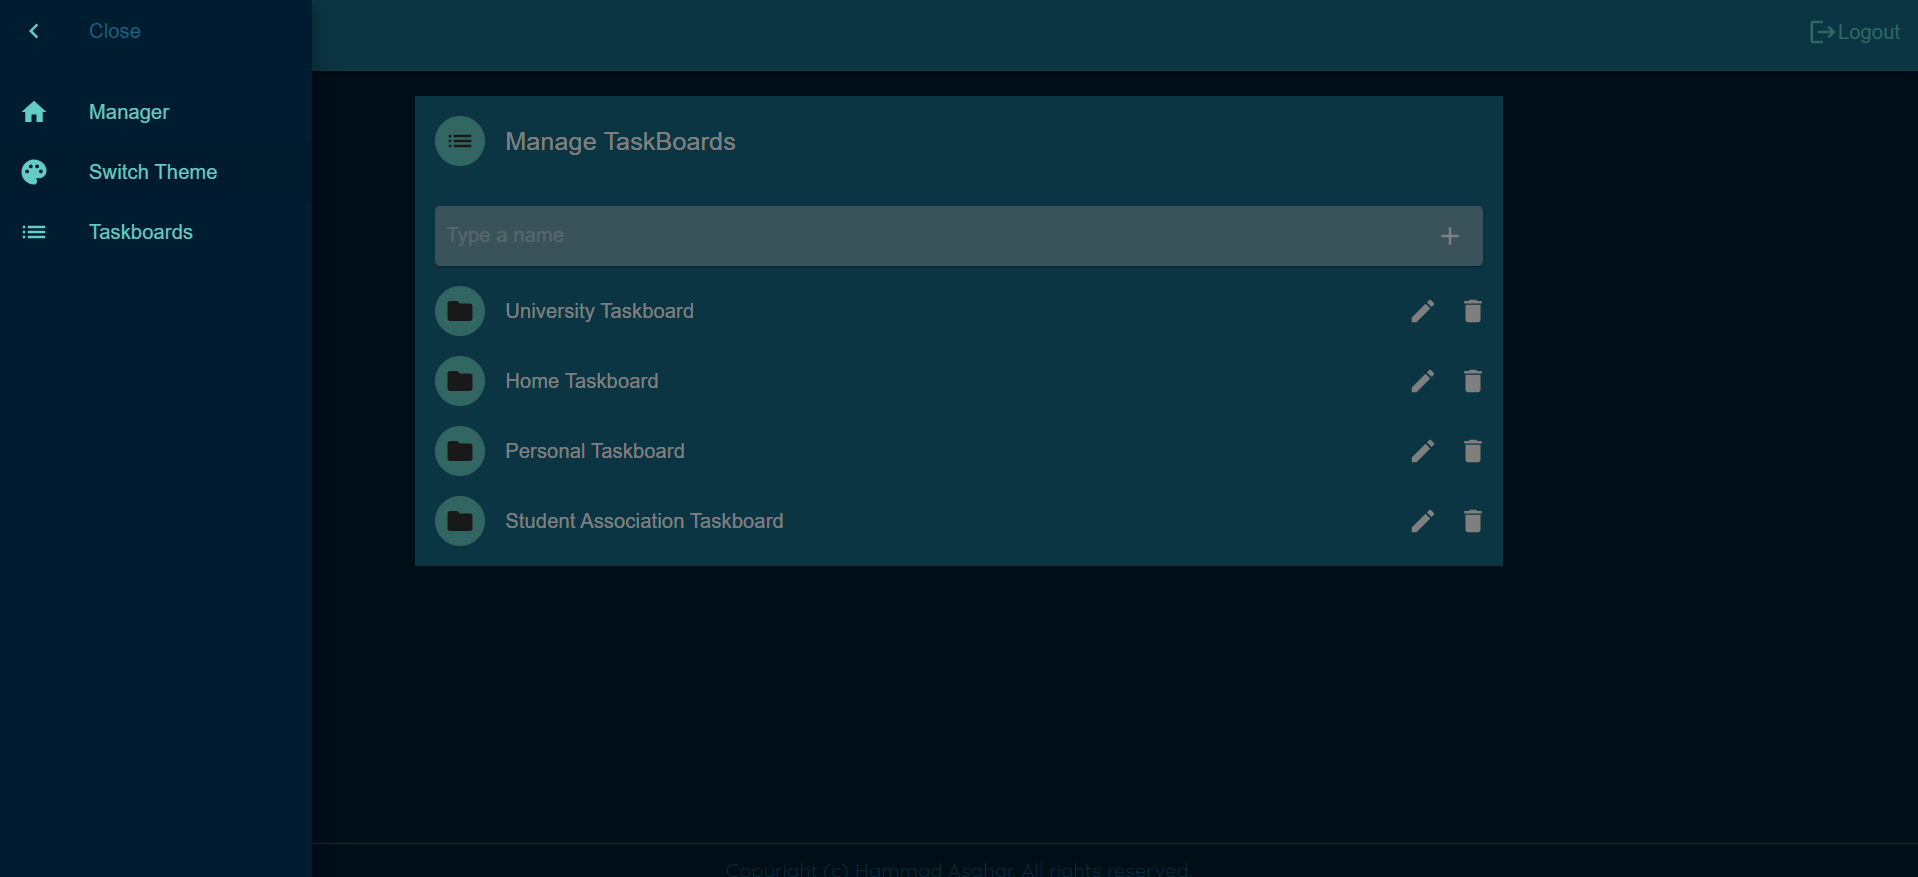 Close
Logout
Manager
Switch Theme
Taskboards
Manage TaskBoards
Type a name
University Taskboard
Home Taskboard
Personal Taskboard
Student Association Taskboard
Copyright (c) Hammad Asghar. All rights reserved.